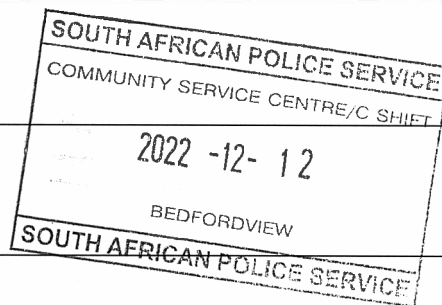 SOUTH AFRICAN POLICE SERVICE
COMMUNITY SERVICE CENTRE/C SHIFT
2022 -12- 12
BEDFORDVIEW
SOUTH AFRICAN POLICE SERVICE